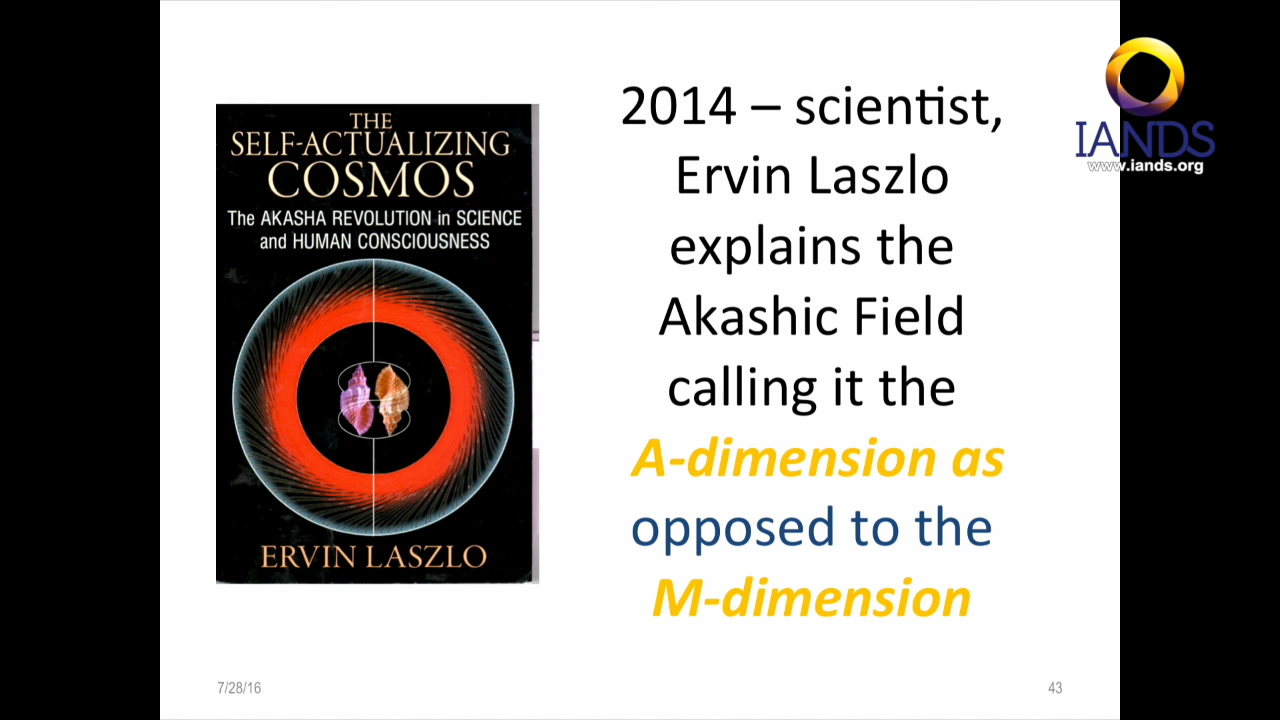 THE
SELF-ACTUALIZING
COSMOS
The AKASHA REVOLUTION in SCIENCE
and HUMAN CONSCIOUSNESS
ERVIN LASZLO
2014 – scientist,
Ervin Laszlo
explains the
Akashic Field
calling it the
A-dimension as
opposed to the
M-dimension
IANDS
www.iands.org
7/28/16
43